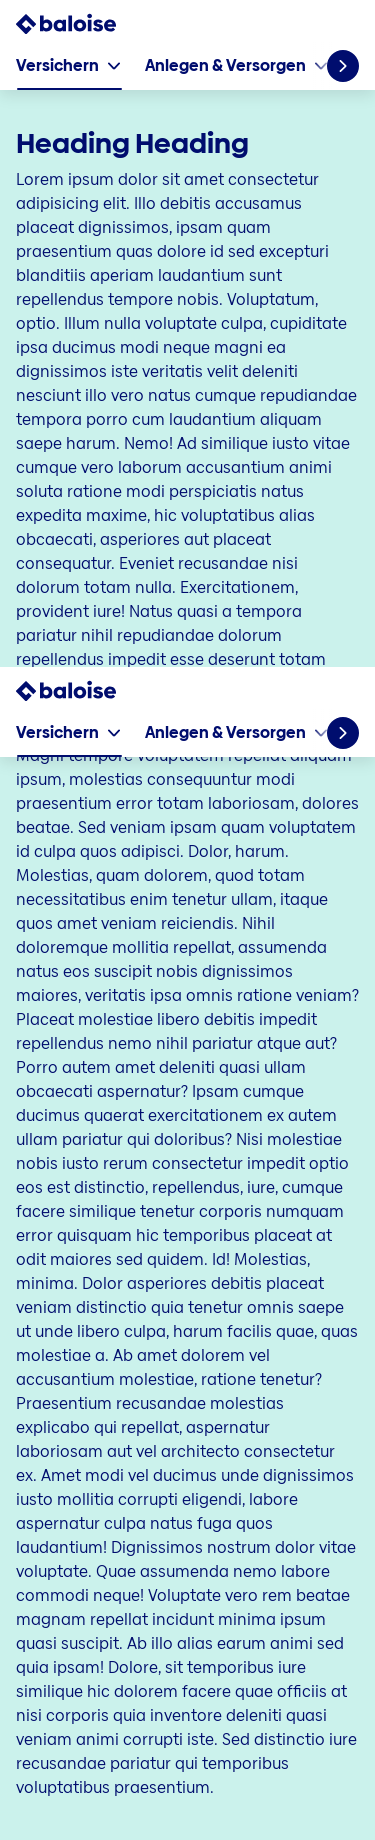 baloise
Versichern Anlegen & Versorgen
Heading Heading
Lorem ipsum dolor sit amet consectetur
adipisicing elit. Illo debitis accusamus
placeat dignissimos, ipsam quam
praesentium quas dolore id sed excepturi
blanditiis aperiam laudantium sunt
repellendus tempore nobis. Voluptatum,
optio. Illum nulla voluptate culpa, cupiditate
ipsa ducimus modi neque magni ea
dignissimos iste veritatis velit deleniti
nesciunt illo vero natus cumque repudiandae
tempora porro cum laudantium aliquam
saepe harum. Nemo! Ad similique iusto vitae
cumque vero laborum accusantium animi
soluta ratione modi perspiciatis natus
expedita maxime, hic voluptatibus alias
obcaecati, asperiores aut placeat
consequatur. Eveniet recusandae nisi
dolorum totam nulla. Exercitationem,
provident iure! Natus quasi a tempora
pariatur nihil repudiandae dolorum
repellendus impedit esse deserunt totam
baloise
Versichern Anlegen & Versorgen
Magni tempore voluptatem repellat aliquam
ipsum, molestias consequuntur modi
praesentium error totam laboriosam, dolores
beatae. Sed veniam ipsam quam voluptatem
id culpa quos adipisci. Dolor, harum.
Molestias, quam dolorem, quod totam
necessitatibus enim tenetur ullam, itaque
quos amet veniam reiciendis. Nihil
doloremque mollitia repellat, assumenda
natus eos suscipit nobis dignissimos
maiores, veritatis ipsa omnis ratione veniam?
Placeat molestiae libero debitis impedit
repellendus nemo nihil pariatur atque aut?
Porro autem amet deleniti quasi ullam
obcaecati aspernatur? Ipsam cumque
ducimus quaerat exercitationem ex autem
ullam pariatur qui doloribus? Nisi molestiae
nobis iusto rerum consectetur impedit optio
eos est distinctio, repellendus, iure, cumque
facere similique tenetur corporis numquam
error quisquam hic temporibus placeat at
odit maiores sed quidem. Id! Molestias,
minima. Dolor asperiores debitis placeat
veniam distinctio quia tenetur omnis saepe
ut unde libero culpa, harum facilis quae, quas
molestiae a. Ab amet dolorem vel
accusantium molestiae, ratione tenetur?
Praesentium recusandae molestias
explicabo qui repellat, aspernatur
laboriosam aut vel architecto consectetur
ex. Amet modi vel ducimus unde dignissimos
iusto mollitia corrupti eligendi, labore
aspernatur culpa natus fuga quos
laudantium! Dignissimos nostrum dolor vitae
voluptate. Quae assumenda nemo labore
commodi neque! Voluptate vero rem beatae
magnam repellat incidunt minima ipsum
quasi suscipit. Ab illo alias earum animi sed
quia ipsam! Dolore, sit temporibus iure
similique hic dolorem facere quae officiis at
nisi corporis quia inventore deleniti quasi
veniam animi corrupti iste. Sed distinctio iure
recusandae pariatur qui temporibus
voluptatibus praesentium.